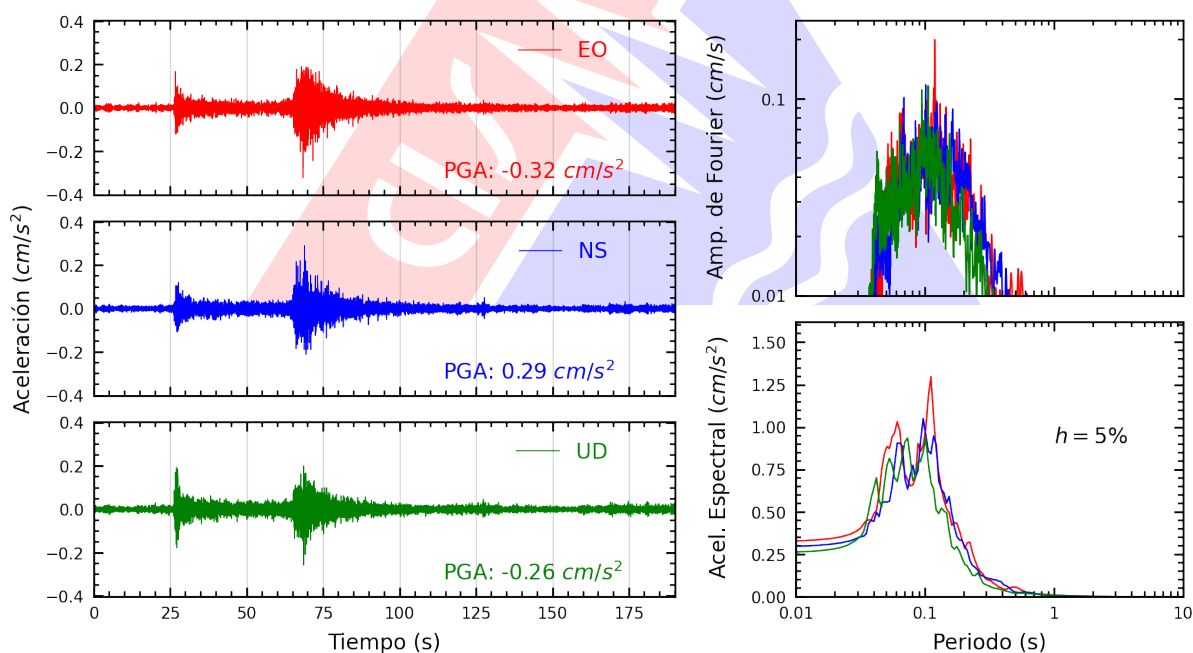 Aceleración (cm/s²)
0.4
0.2
0.0
−0.2
−0.4
EO
PGA: -0.32 cm/s²
0.4
0.2
0.0
−0.2
−0.4
NS
PGA: 0.29 cm/s²
0.4
0.2
0.0
−0.2
−0.4
UD
PGA: -0.26 cm/s²
0 25 50 75 100 125 150 175
Tiempo (s)
Amp. de Fourier (cm/s)
0.1
0.01
Acel. Espectral (cm/s²)
1.50
1.25
1.00
0.75
0.50
0.25
0.00
h = 5%
0.01 0.1 1 10
Periodo (s)